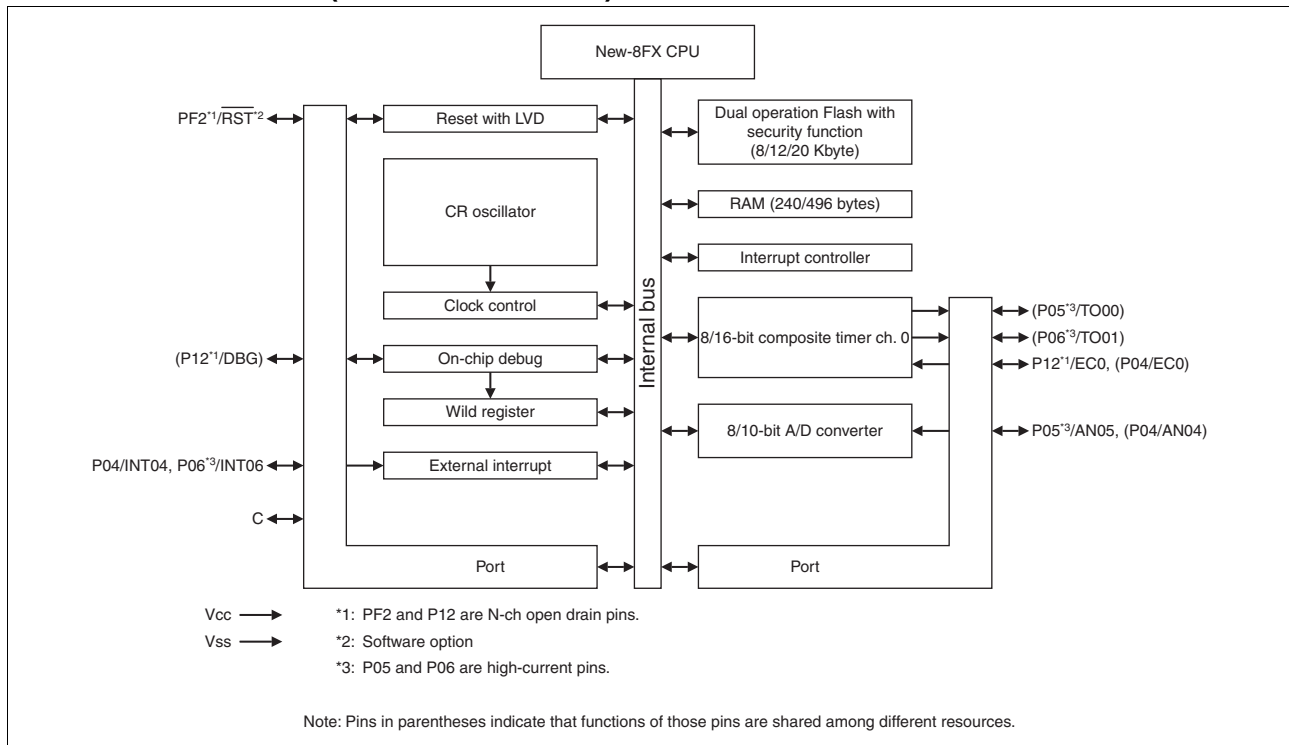 New-8FX CPU
PF2*1/RST*2
Reset with LVD
Dual operation Flash with
security function
(8/12/20 Kbyte)
CR oscillator
RAM (240/496 bytes)
Interrupt controller
Clock control
Internal bus
8/16-bit composite timer ch. 0
(P05*3/TO00)
(P06*3/TO01)
P12*1/EC0, (P04/EC0)
(P12*1/DBG)
On-chip debug
Wild register
8/10-bit A/D converter
P05*3/AN05, (P04/AN04)
P04/INT04, P06*3/INT06
External interrupt
C
Port
Port
Vcc
*1: PF2 and P12 are N-ch open drain pins.
Vss
*2: Software option
*3: P05 and P06 are high-current pins.
Note: Pins in parentheses indicate that functions of those pins are shared among different resources.